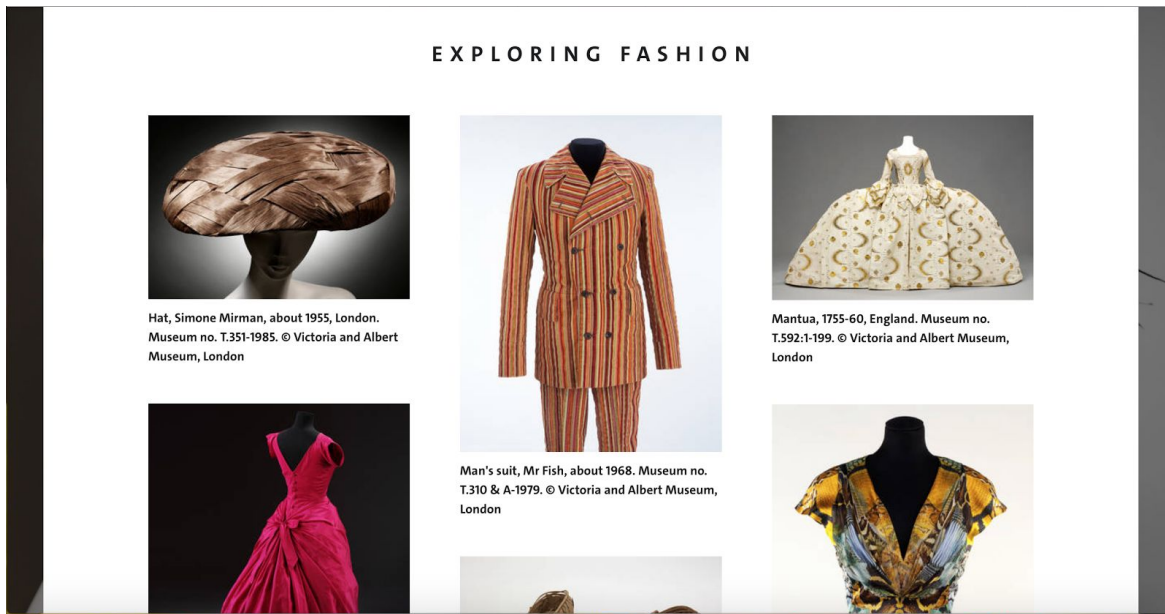 EXPLORING FASHION
Hat, Simone Mirman, about 1955, London.
Museum no. T.351-1985. © Victoria and Albert
Museum, London
Man's suit, Mr Fish, about 1968. Museum no.
T.310 & A-1979. © Victoria and Albert Museum,
London
Mantua, 1755-60, England. Museum no.
T.592:1-199. © Victoria and Albert Museum,
London